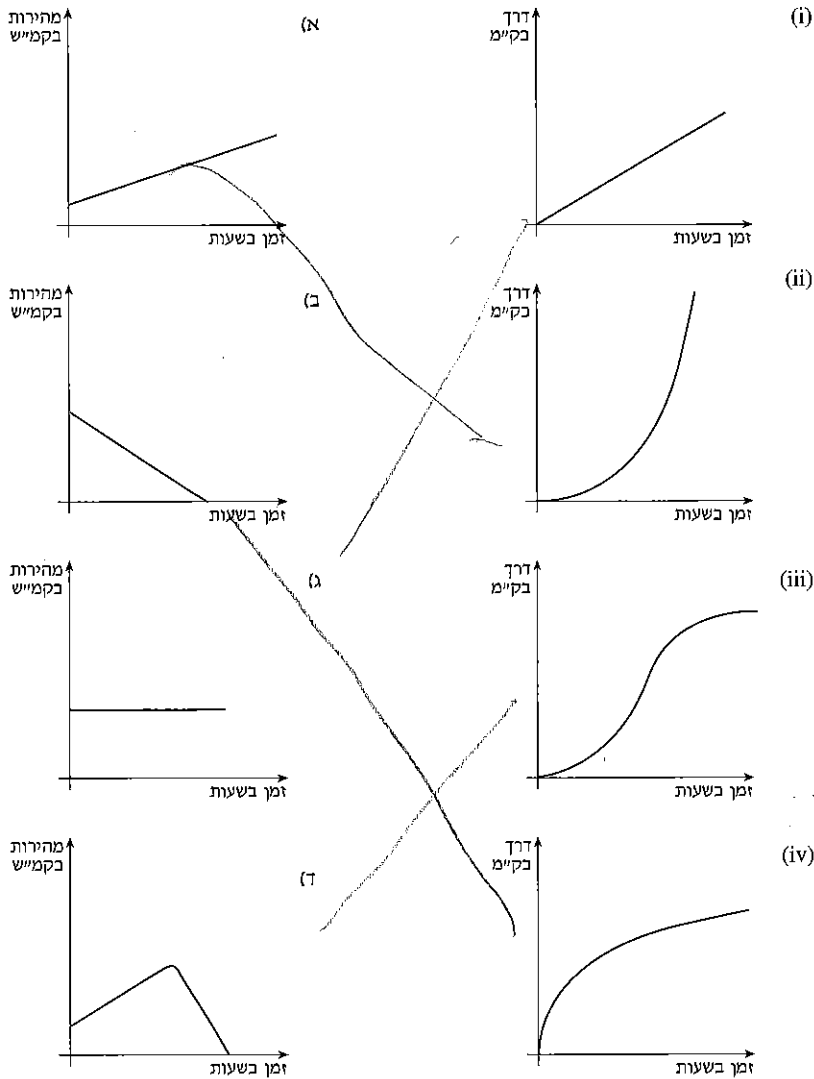 (i)
דרך
בק״מ
זמן בשעות
א)
מהירות
בקמ״ש
זמן בשעות
(ii)
דרך
בק״מ
זמן בשעות
ב)
מהירות
בקמ״ש
זמן בשעות
(iii)
דרך
בק״מ
זמן בשעות
ג)
מהירות
בקמ״ש
זמן בשעות
(iv)
דרך
בק״מ
זמן בשעות
ד)
מהירות
בקמ״ש
זמן בשעות